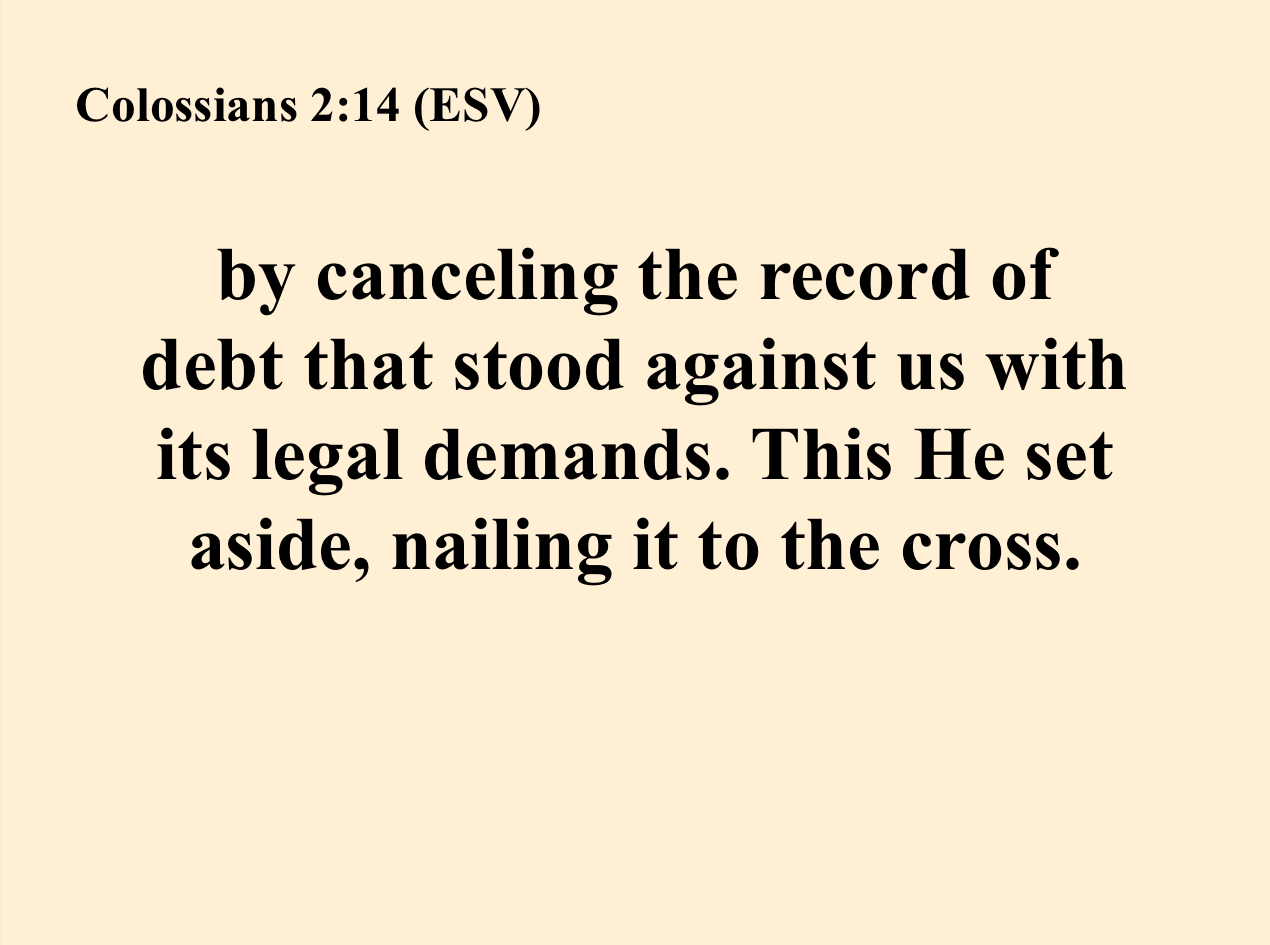 Colossians 2:14 (ESV)
by canceling the record of
debt that stood against us with
its legal demands. This He set
aside, nailing it to the cross.